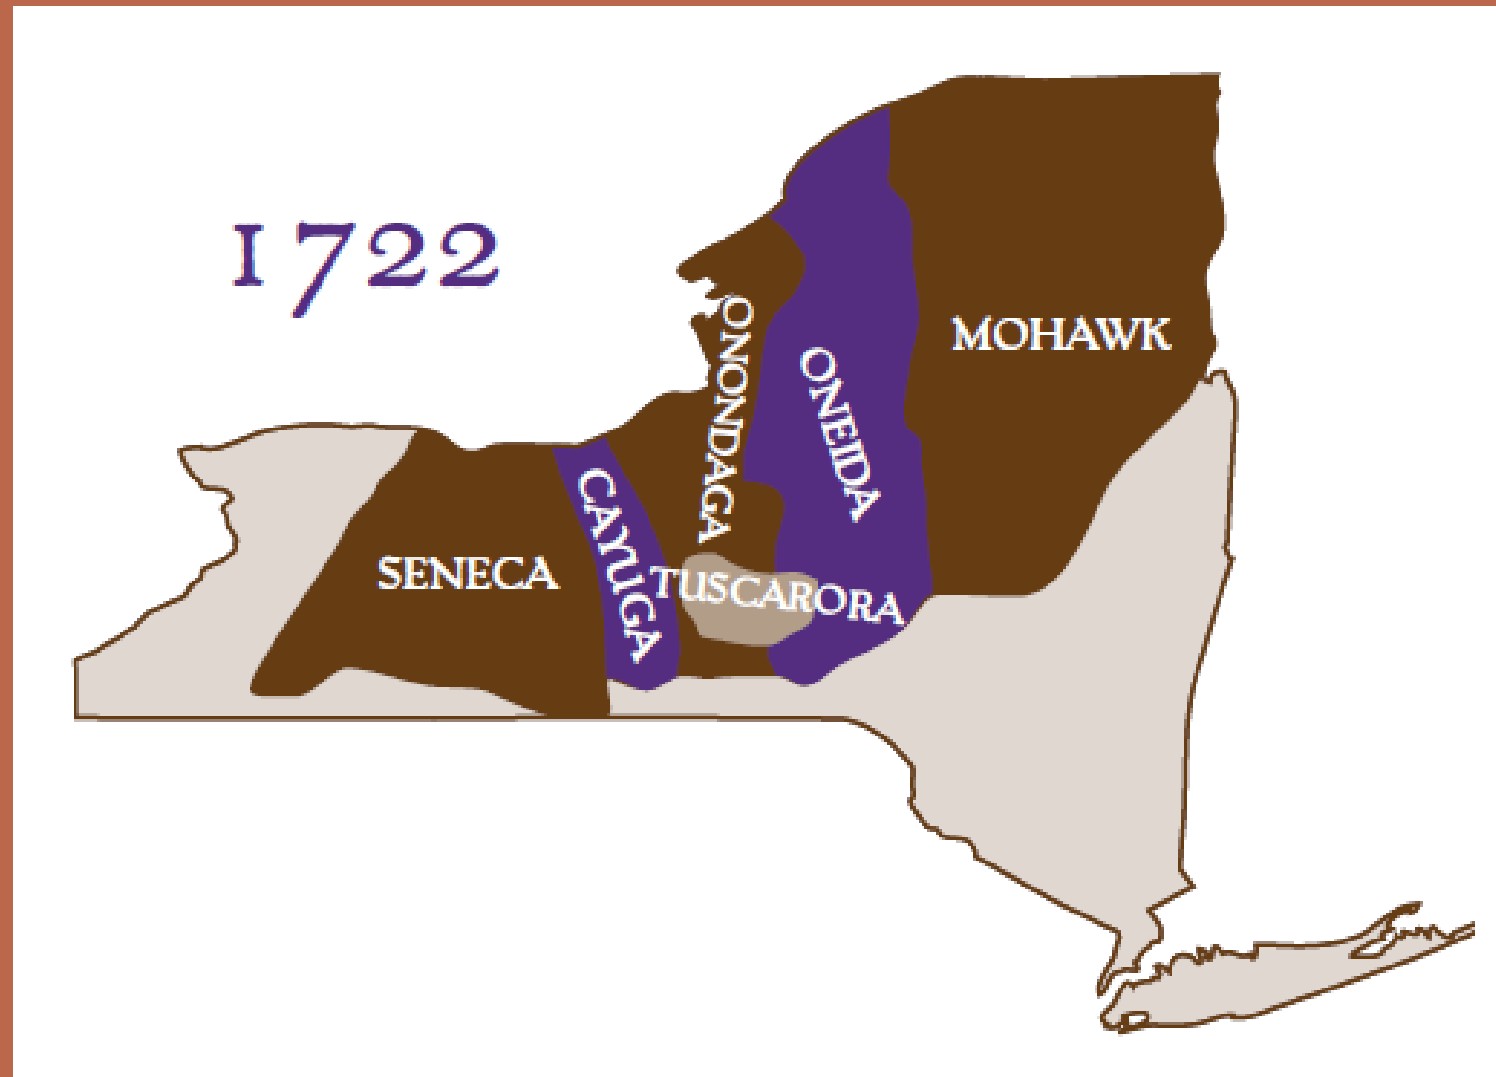 1722
MOHAWK
ONONDAGA
ONEIDA
CAYUGA
SENECA
TUSCARORA